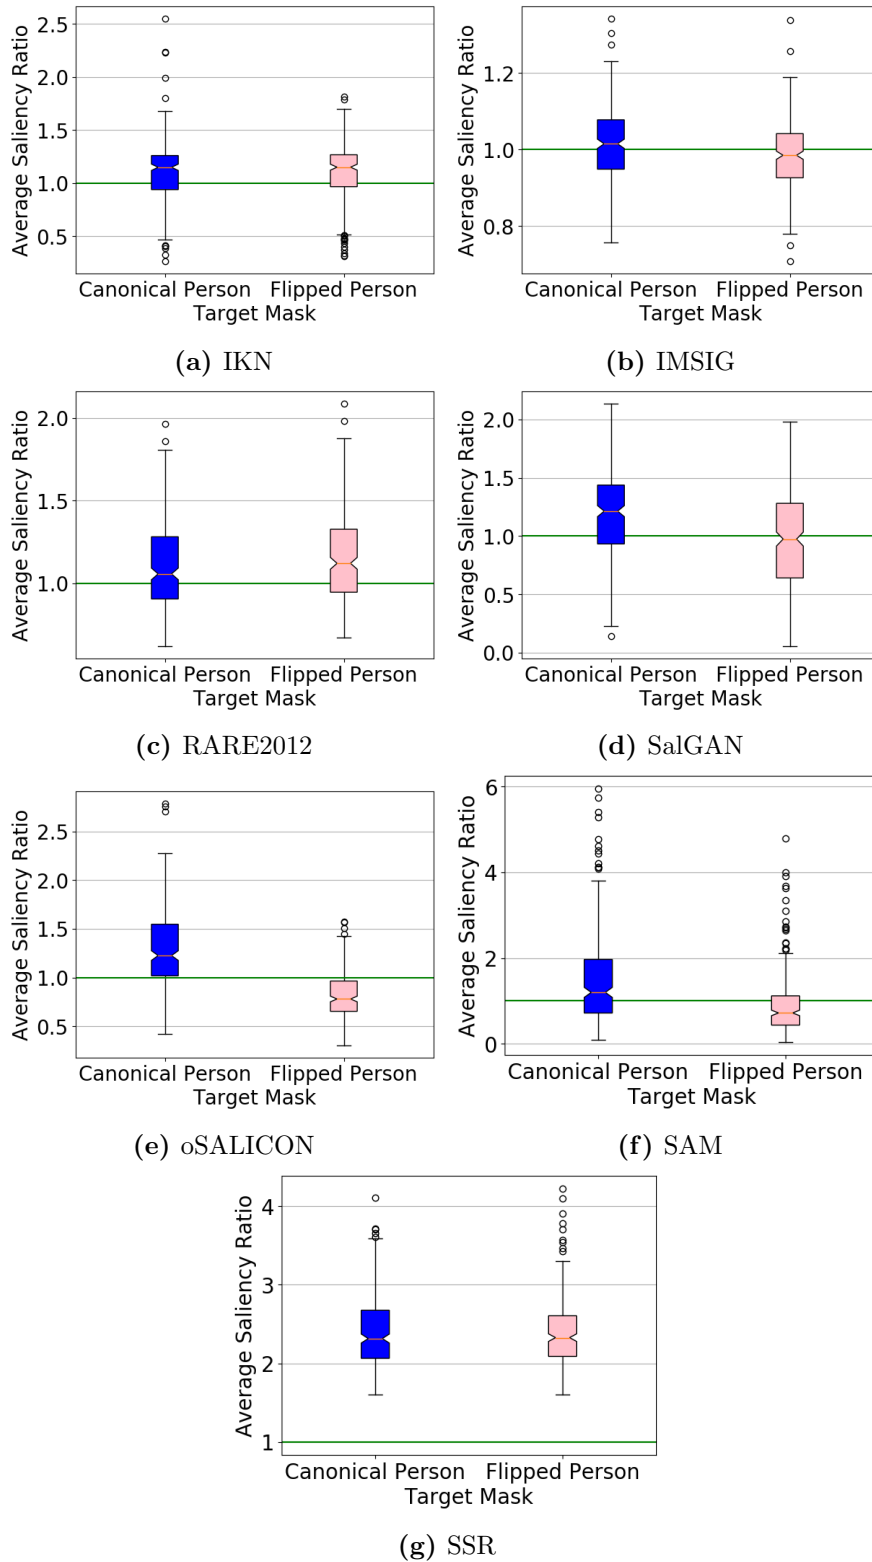 Average Saliency Ratio
2.5
2.0
1.5
1.0
0.5
Canonical Person Flipped Person
Target Mask
(a) IKN
Average Saliency Ratio
1.2
1.0
0.8
Canonical Person Flipped Person
Target Mask
(b) IMSIG
Average Saliency Ratio
2.0
1.5
1.0
Canonical Person Flipped Person
Target Mask
(c) RARE2012
Average Saliency Ratio
2.0
1.5
1.0
0.5
0.0
Canonical Person Flipped Person
Target Mask
(d) SalGAN
Average Saliency Ratio
2.5
2.0
1.5
1.0
0.5
Canonical Person Flipped Person
Target Mask
(e) oSALICON
Average Saliency Ratio
6
4
2
0
Canonical Person Flipped Person
Target Mask
(f) SAM
Average Saliency Ratio
4
3
2
1
Canonical Person Flipped Person
Target Mask
(g) SSR